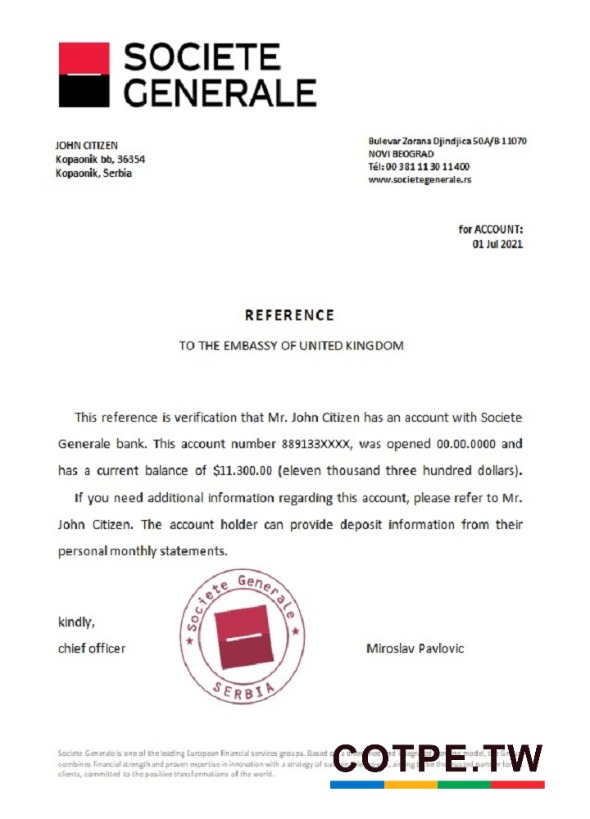 SOCIETE
GENERALE
JOHN CITIZEN
Kopaonik bb, 36354
Kopaonik, Serbia
Bulevar Zorana Djindjica 50A/B 11070
NOVI BEOGRAD
Tél: 00 381 11 30 11 400
www.societegenerale.rs
for ACCOUNT:
01 Jul 2021
REFERENCE
TO THE EMBASSY OF UNITED KINGDOM
This reference is verification that Mr. John Citizen has an account with Societe
Generale bank. This account number 889133XXXX, was opened 00.00.0000 and
has a current balance of $11.300.00 (eleven thousand three hundred dollars).
If you need additional information regarding this account, please refer to Mr.
John Citizen. The account holder can provide deposit information from their
personal monthly statements.
kindly,
chief officer
Societe Generale
SERBIA
Miroslav Pavlovic
Societe Generale is one of the leading European financial services groups. Based
combines financial strength and proven expertise in innovation with a strategy of
clients, committed to the positive transformations of the world.
COTPE.TW